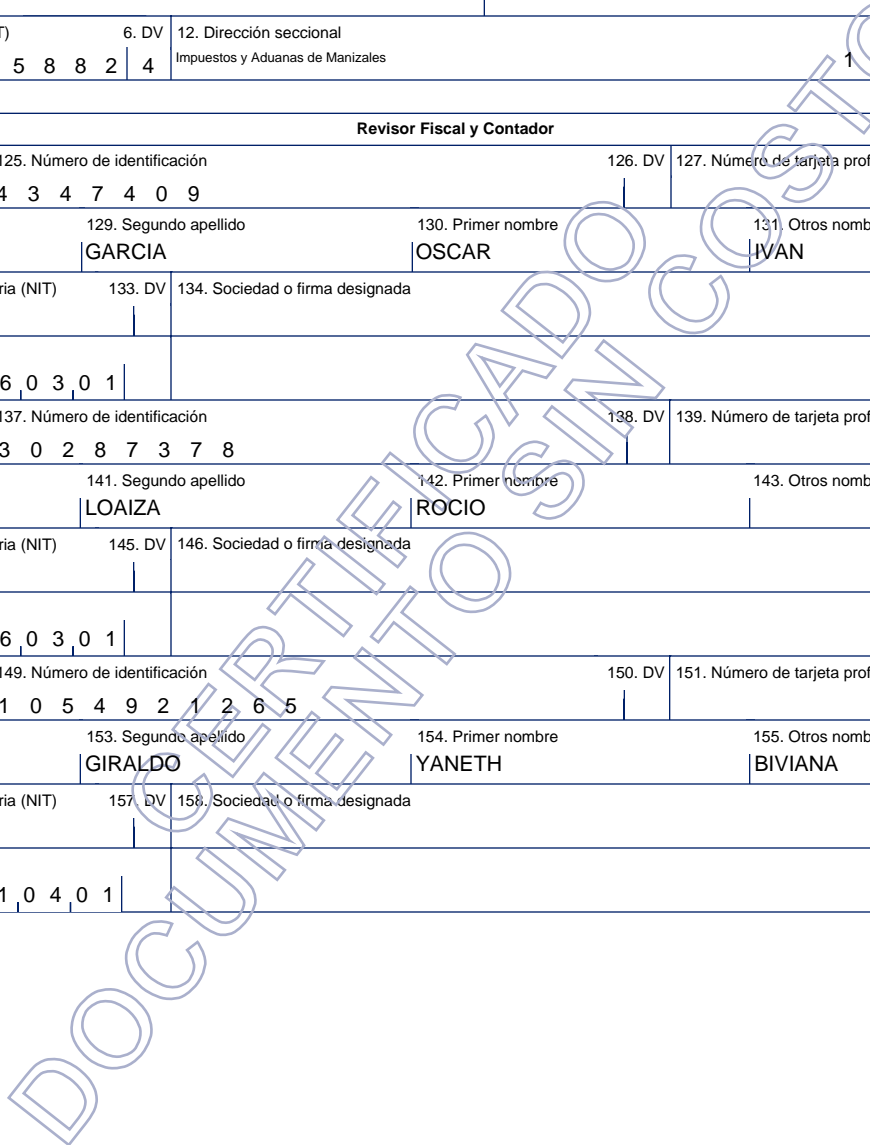 T) 6. DV 12. Dirección seccional
5 8 8 2 4 Impuestos y Aduanas de Manizales 1
Revisor Fiscal y Contador
125. Número de identificación 126. DV 127. Número de tarjeta prof
4 3 4 7 4 0 9
129. Segundo apellido 130. Primer nombre 131. Otros nomb
GARCIA OSCAR IVAN
ria (NIT) 133. DV 134. Sociedad o firma designada
6 0 3 0 1
137. Número de identificación 138. DV 139. Número de tarjeta prof
3 0 2 8 7 3 7 8
141. Segundo apellido 142. Primer nombre 143. Otros nomb
LOAIZA ROCIO
ria (NIT) 145. DV 146. Sociedad o firma designada
6 0 3 0 1
149. Número de identificación 150. DV 151. Número de tarjeta prof
1 0 5 4 9 2 1 2 6 5
153. Segundo apellido 154. Primer nombre 155. Otros nomb
GIRALDO YANETH BIVIANA
ria (NIT) 157. DV 158. Sociedad o firma designada
1 0 4 0 1
CERTIFICADO
DOCUMENTO SIN COSTO